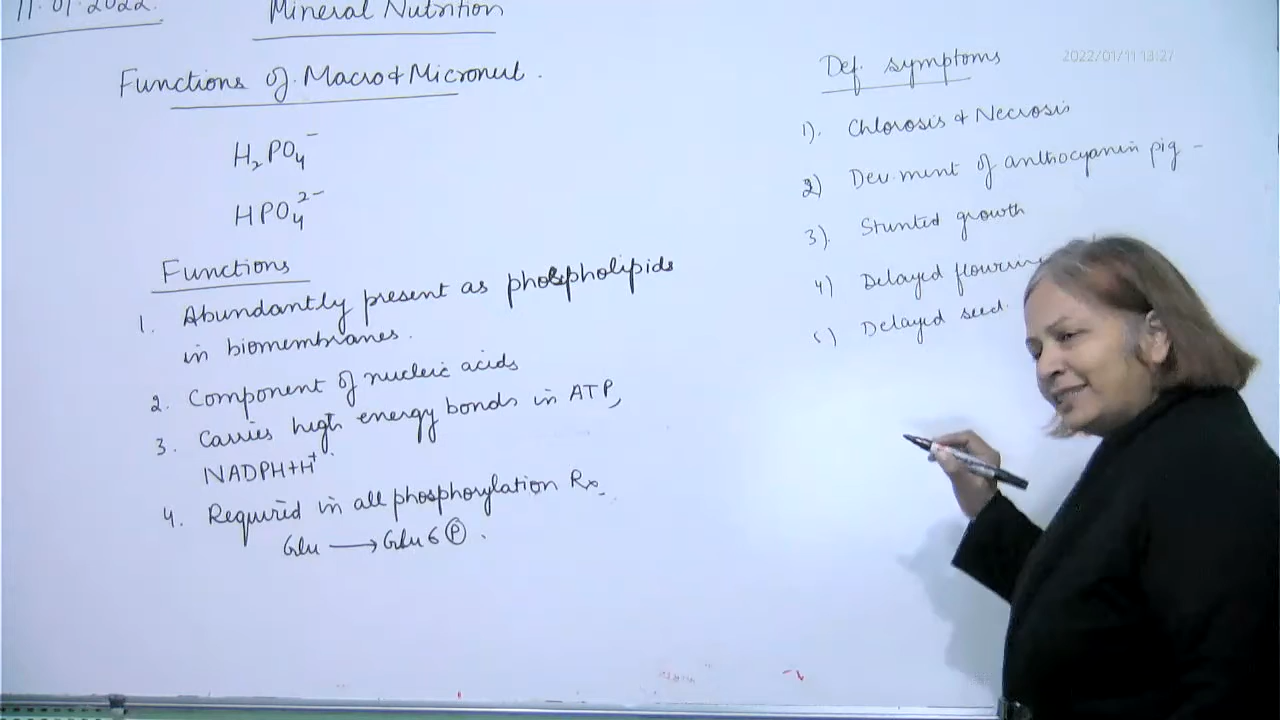 11.01.2022.
Mineral Nutrition
Functions of Macro & Micronut.
H₂PO₄⁻
HPO₄²⁻
Functions
1. Abundantly present as phospholipids
in biomembranes.
2. Component of nucleic acids
3. Carries high energy bonds in ATP,
NADPH+H⁺.
4. Required in all phosphorylation Rx.
Glu → Glu 6 Ⓟ.
Def. symptoms
1). Chlorosis & Necrosis
2) Dev.ment of anthocyanin pig -
3). Stunted growth
4) Delayed
5) Delayed seed.
2022/01/11 13:27